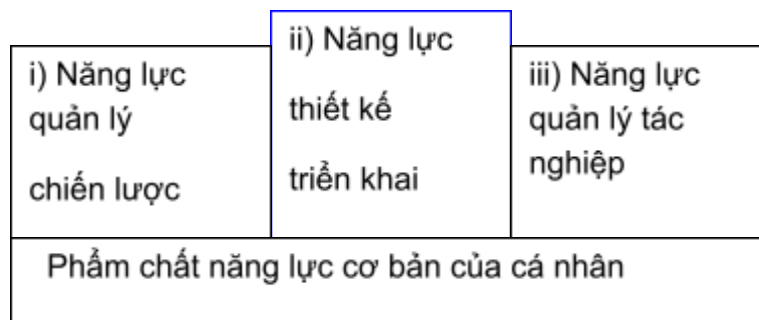 i) Năng lực
quản lý
chiến lược
ii) Năng lực
thiết kế
triển khai
iii) Năng lực
quản lý tác
nghiệp
Phẩm chất năng lực cơ bản của cá nhân